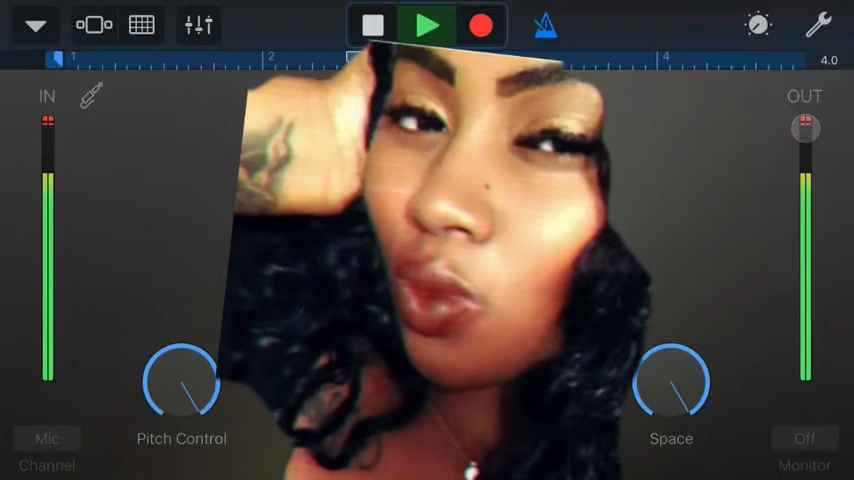 1 2 4 4.0
IN OUT
Pitch Control Space
Mic Off
Channel Monitor